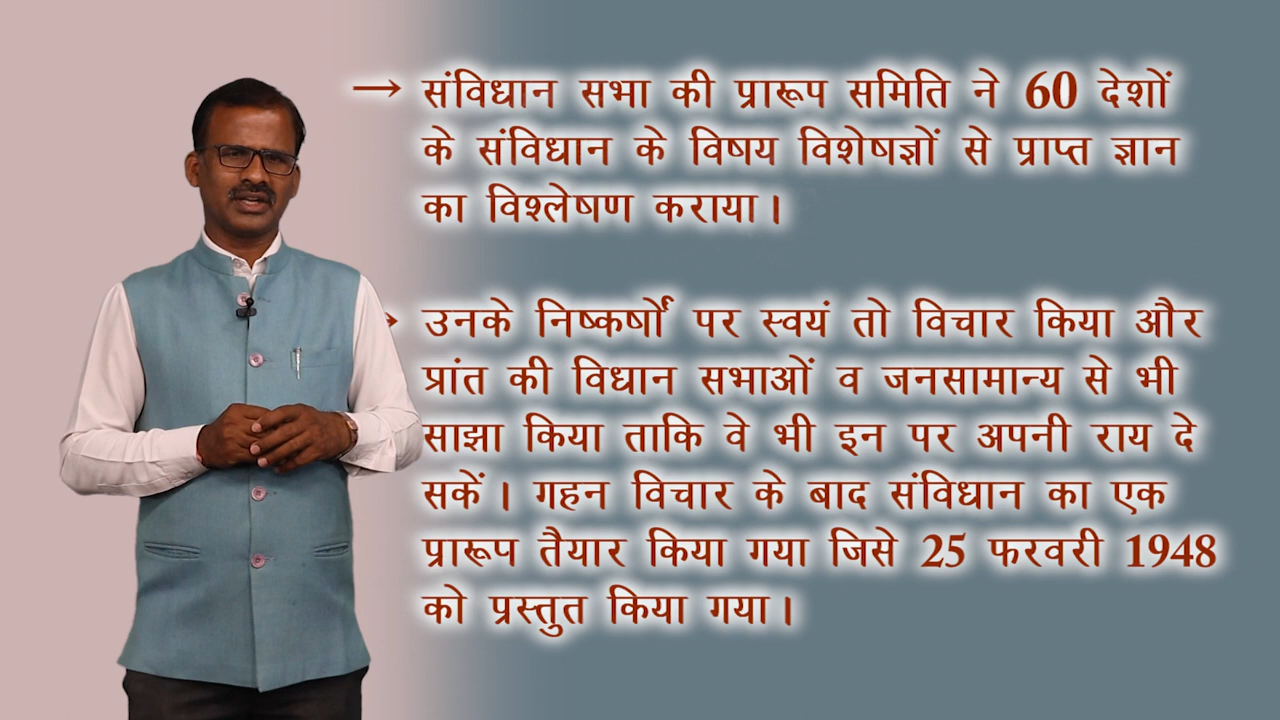 → संविधान सभा की प्रारूप समिति ने 60 देशों
के संविधान के विषय विशेषज्ञों से प्राप्त ज्ञान
का विश्लेषण कराया।
→ उनके निष्कर्षों पर स्वयं तो विचार किया और
प्रांत की विधान सभाओं व जनसामान्य से भी
साझा किया ताकि वे भी इन पर अपनी राय दे
सकें। गहन विचार के बाद संविधान का एक
प्रारूप तैयार किया गया जिसे 25 फरवरी 1948
को प्रस्तुत किया गया।